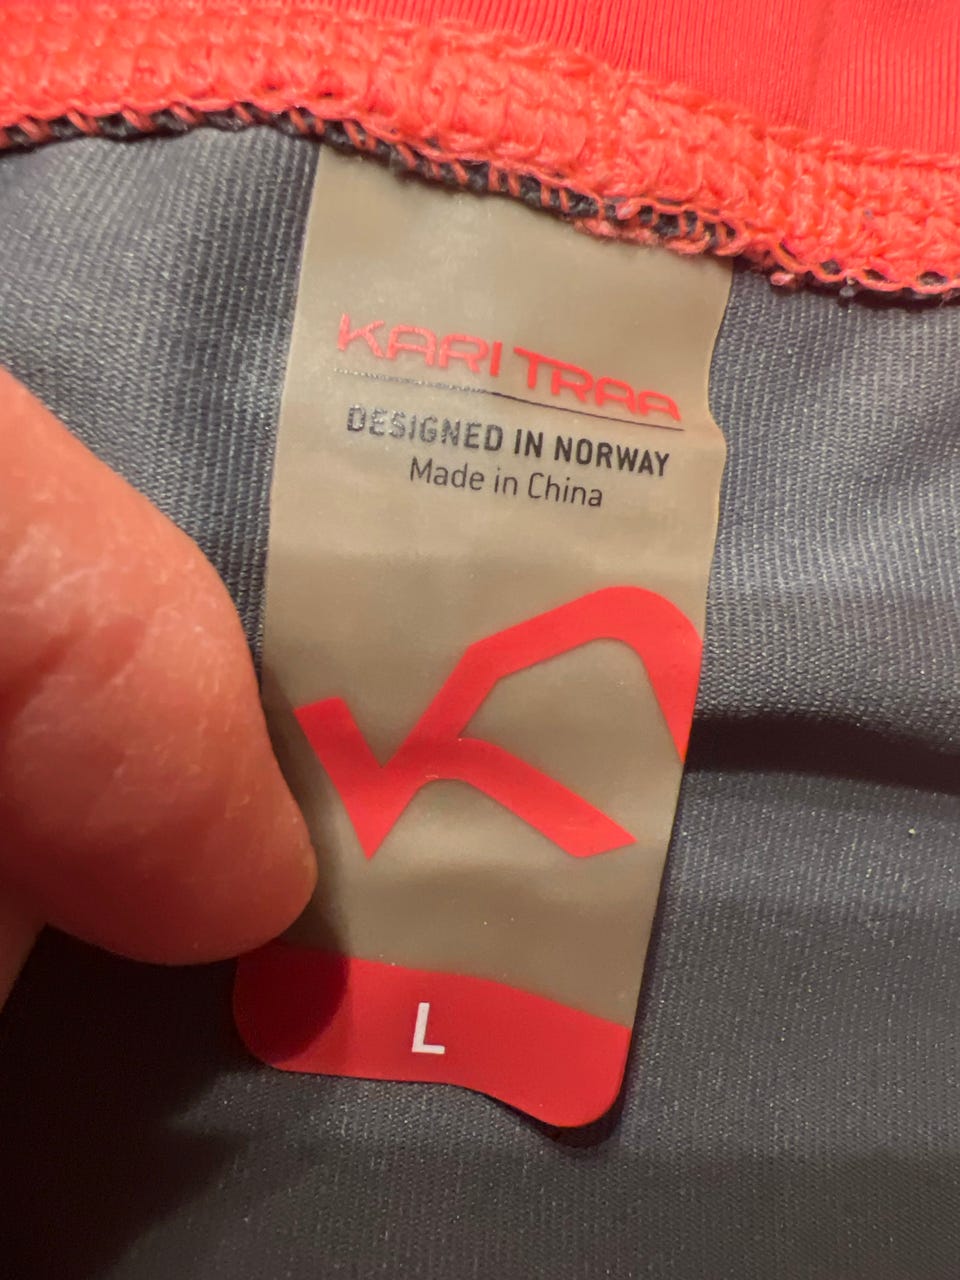 KARI TRAA
DESIGNED IN NORWAY
Made in China
L